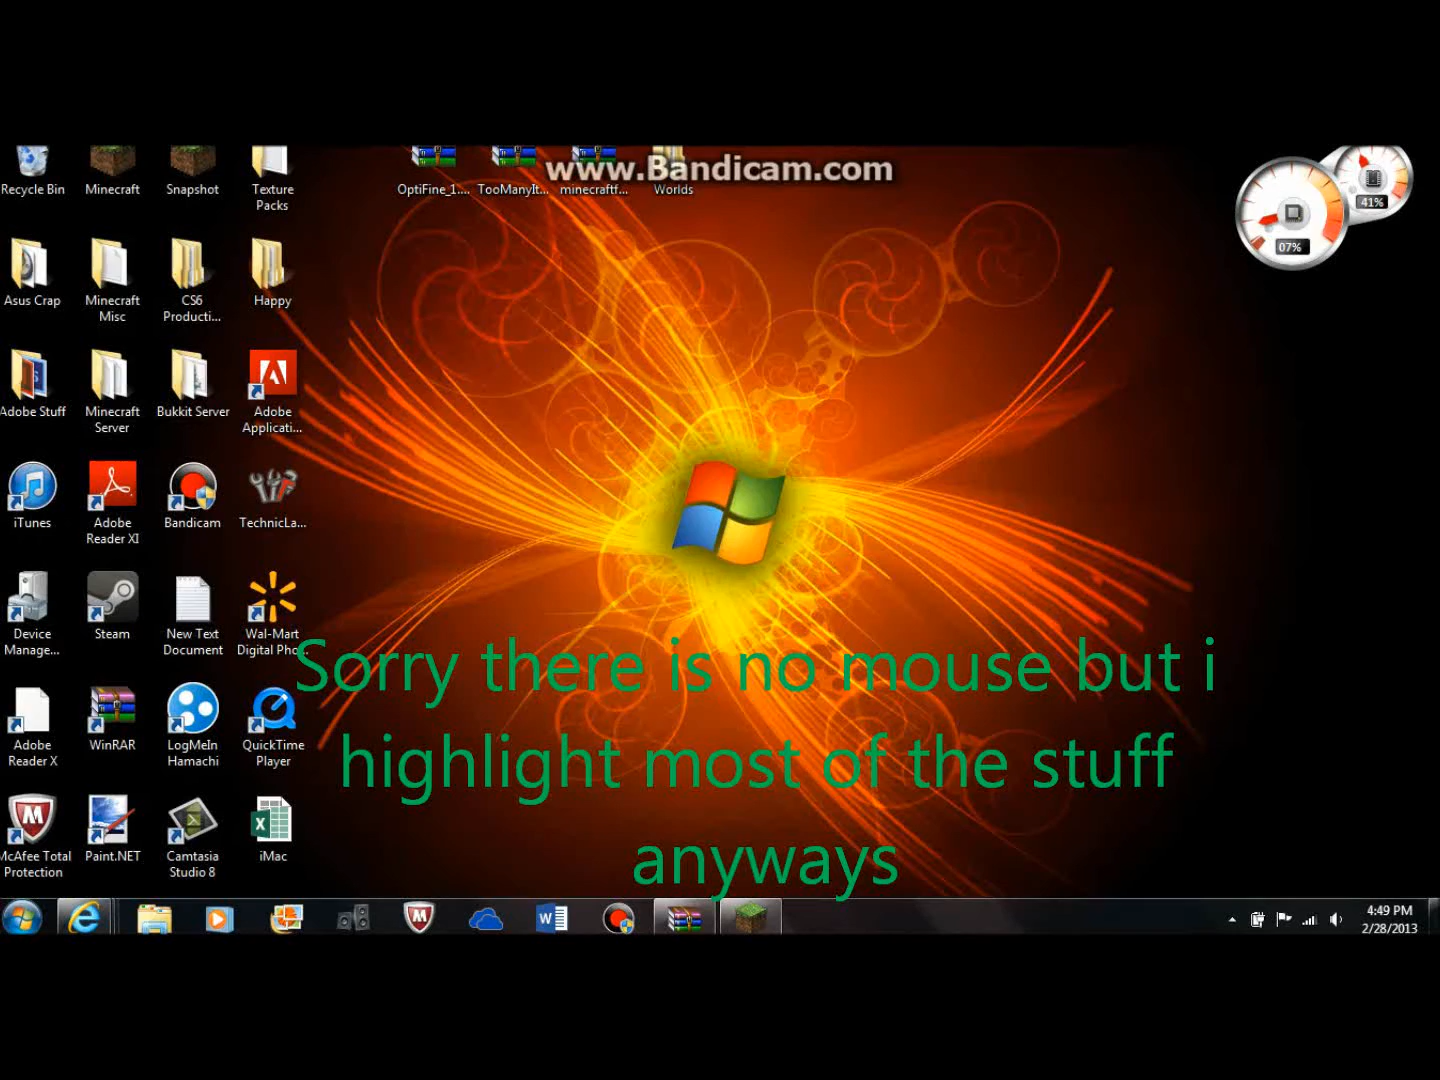 www.Bandicam.com
Recycle Bin
Minecraft
Snapshot
Texture
Packs
OptiFine_1....
TooManyIt...
minecraftf...
Worlds
41%
07%
Asus Crap
Minecraft
Misc
CS6
Producti...
Happy
Adobe Stuff
Minecraft
Server
Bukkit Server
Adobe
Applicati...
iTunes
Adobe
Reader XI
Bandicam
TechnicLa...
Device
Manage...
Steam
New Text
Document
Wal-Mart
Digital Pho...
Sorry there is no mouse but i
highlight most of the stuff
anyways
Adobe
Reader X
WinRAR
LogMeIn
Hamachi
QuickTime
Player
McAfee Total
Protection
Paint.NET
Camtasia
Studio 8
iMac
4:49 PM
2/28/2013